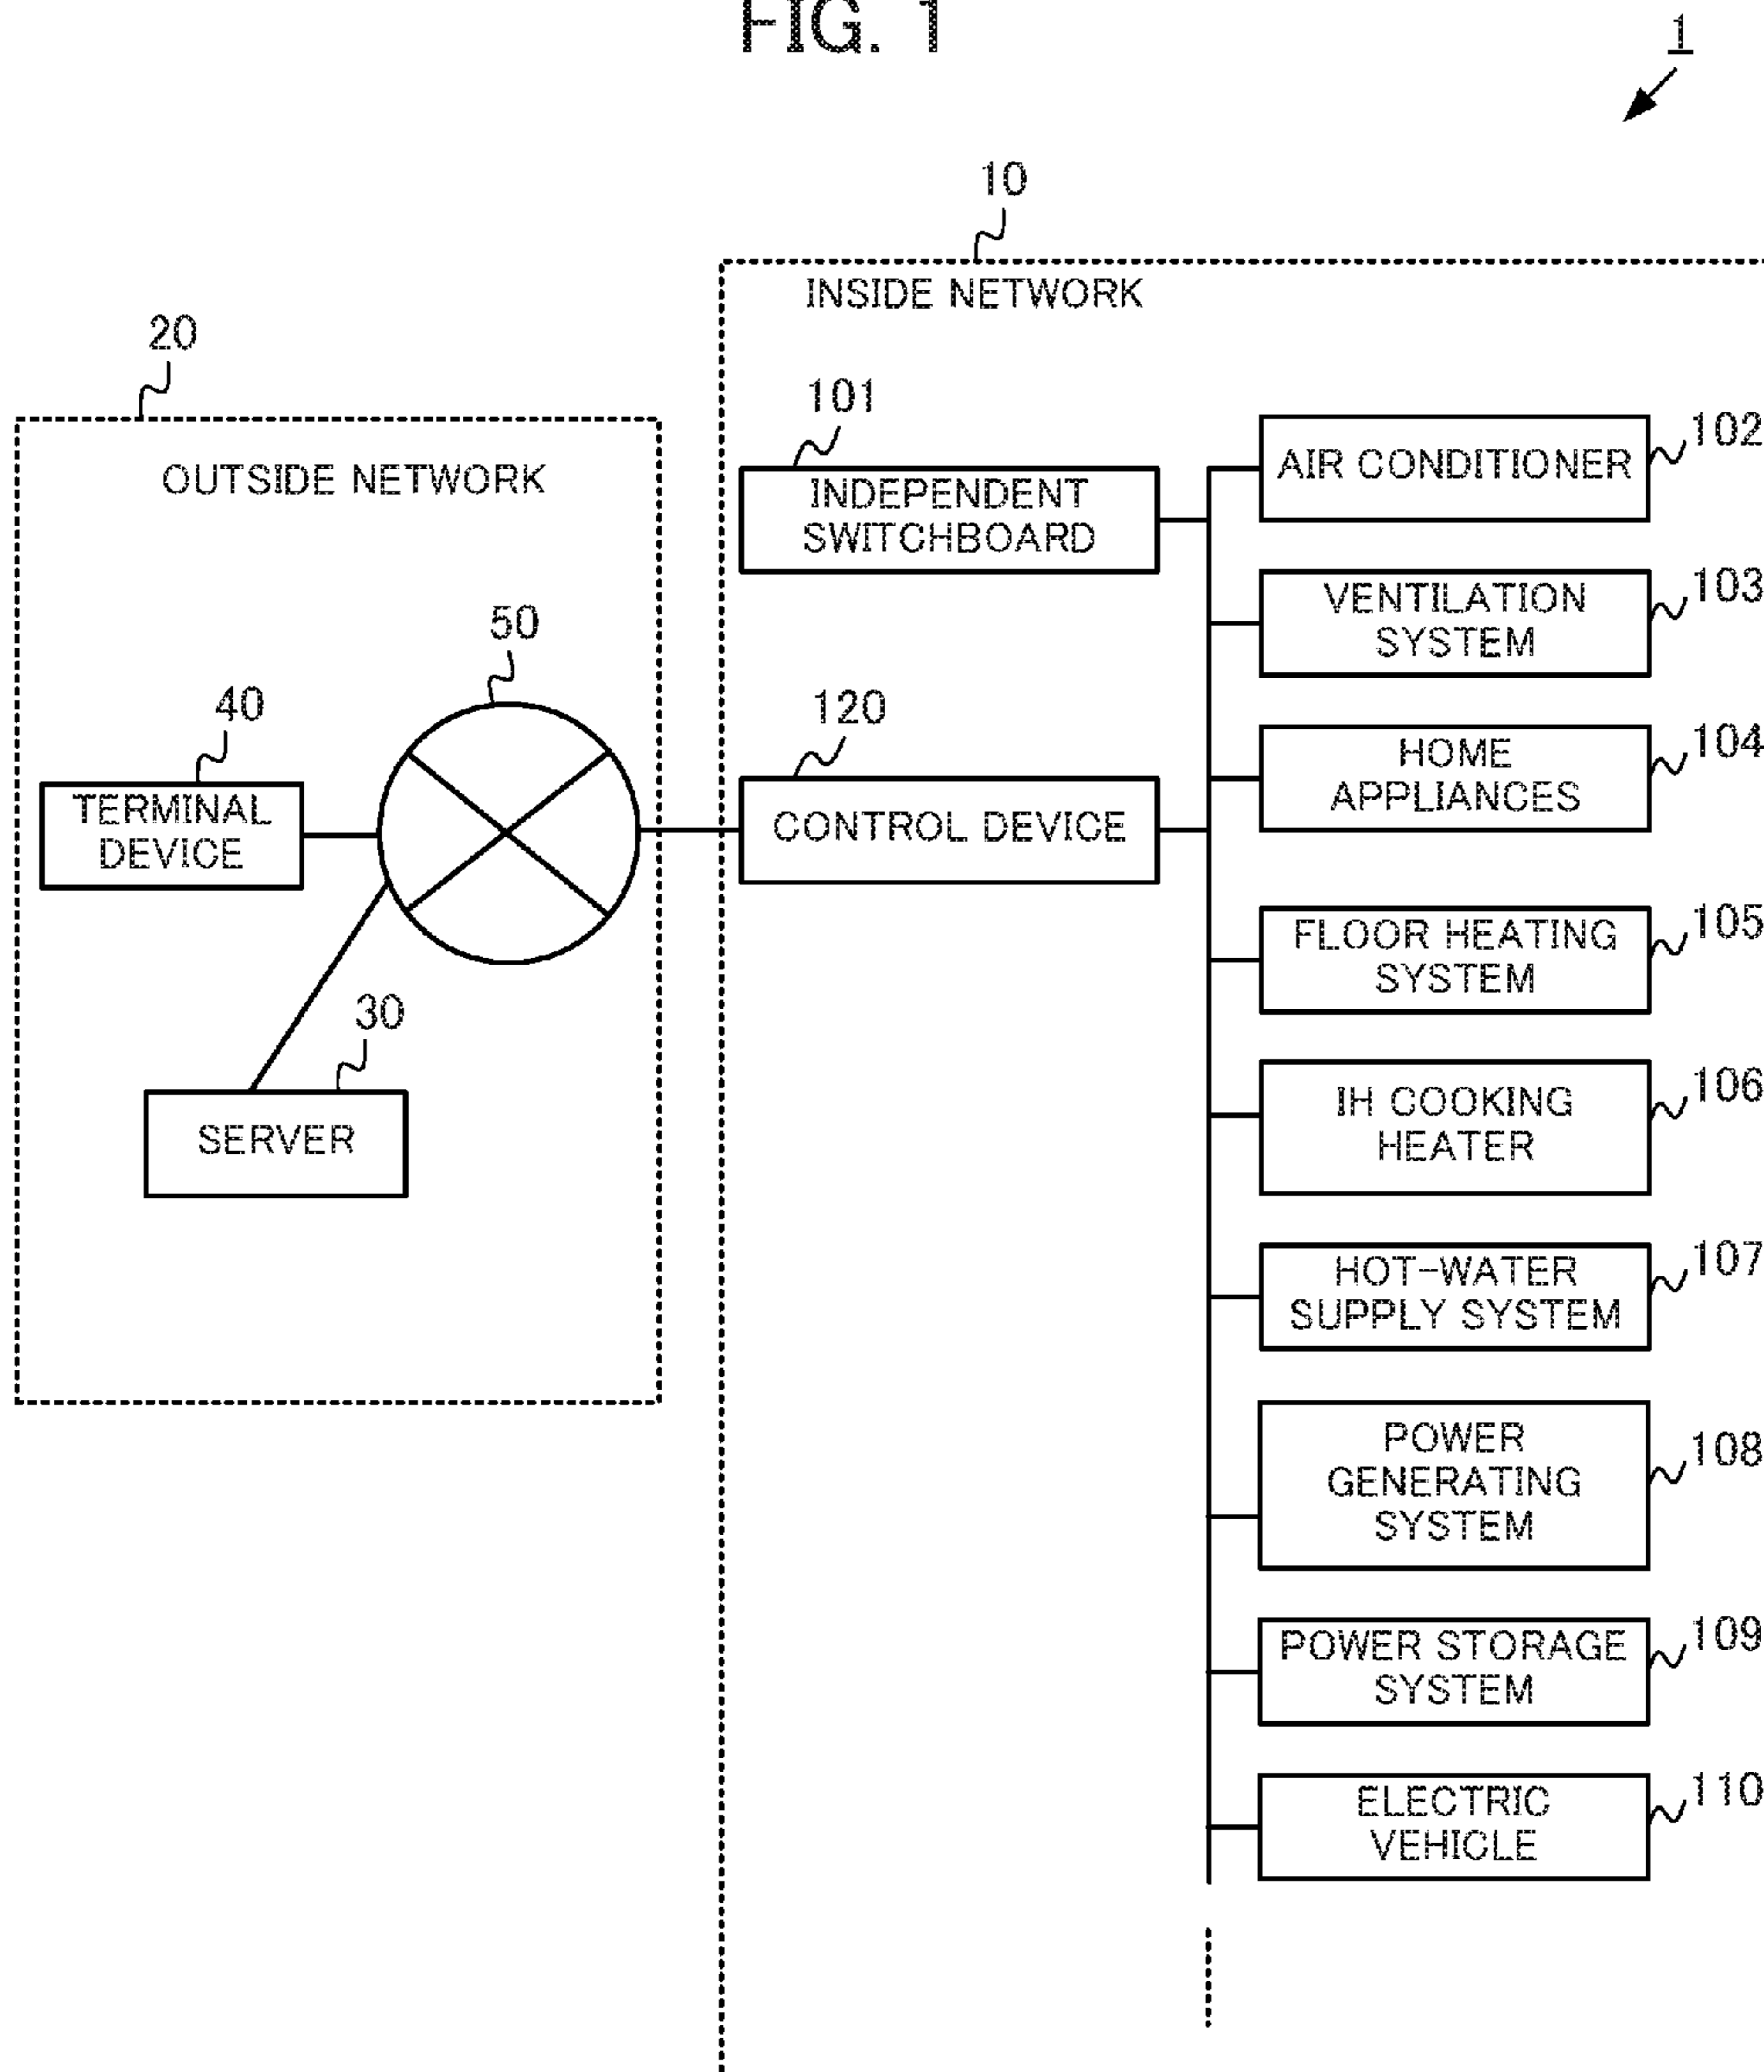 FIG. 1
1
10
INSIDE NETWORK
20
OUTSIDE NETWORK
101
INDEPENDENT
SWITCHBOARD
102
AIR CONDITIONER
103
VENTILATION
SYSTEM
50
40
TERMINAL
DEVICE
120
CONTROL DEVICE
104
HOME
APPLIANCES
105
FLOOR HEATING
SYSTEM
30
SERVER
106
IH COOKING
HEATER
107
HOT-WATER
SUPPLY SYSTEM
108
POWER
GENERATING
SYSTEM
109
POWER STORAGE
SYSTEM
110
ELECTRIC
VEHICLE